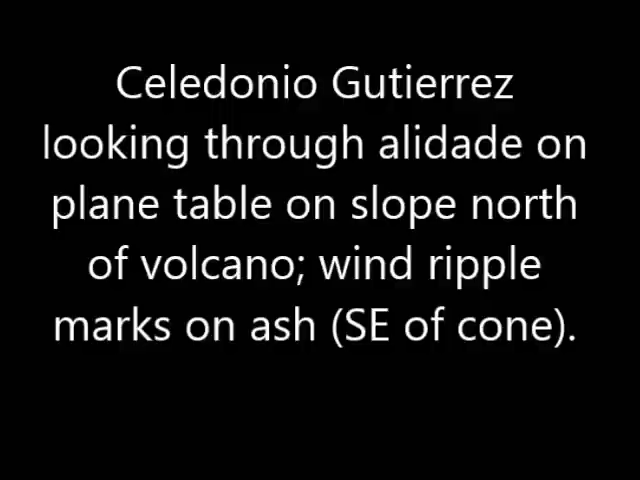 Celedonio Gutierrez
looking through alidade on
plane table on slope north
of volcano; wind ripple
marks on ash (SE of cone).